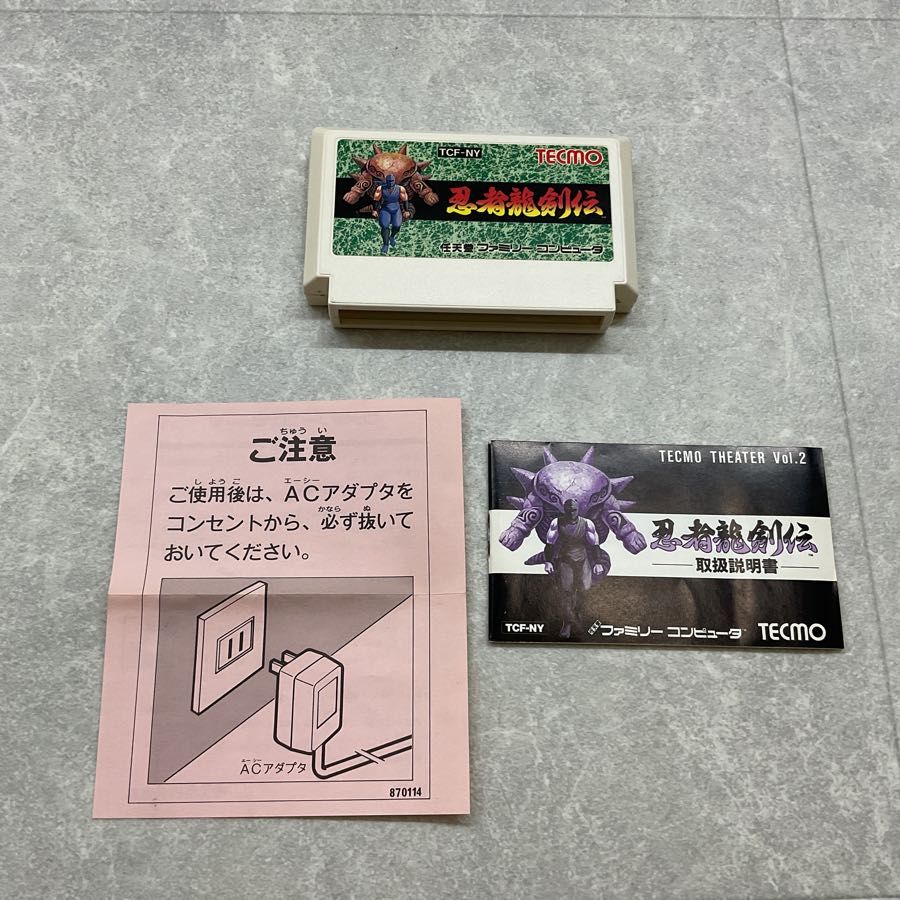 TCF-NY
TECMO
忍者龍剣伝
任天堂 ファミリー コンピュータ
ちゅう い
ご注意
しようご エーシー
ご使用後は、ACアダプタを
かなら ぬ
コンセントから、必ず抜いて
おいてください。
エーシー
ACアダプタ
870114
TECMO THEATER Vol.2
忍者龍剣伝
取扱説明書
TCF-NY
ファミリー コンピュータ
TECMO